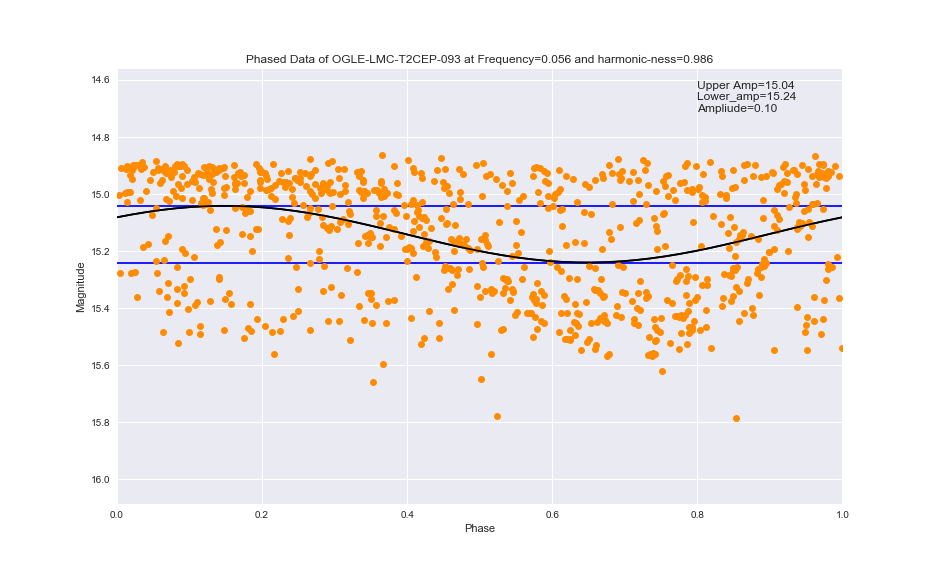 Phased Data of OGLE-LMC-T2CEP-093 at Frequency=0.056 and harmonic-ness=0.986
Upper Amp=15.04
Lower_amp=15.24
Ampliude=0.10
14.6
14.8
15.0
15.2
15.4
15.6
15.8
16.0
Magnitude
0.0 0.2 0.4 0.6 0.8 1.0
Phase